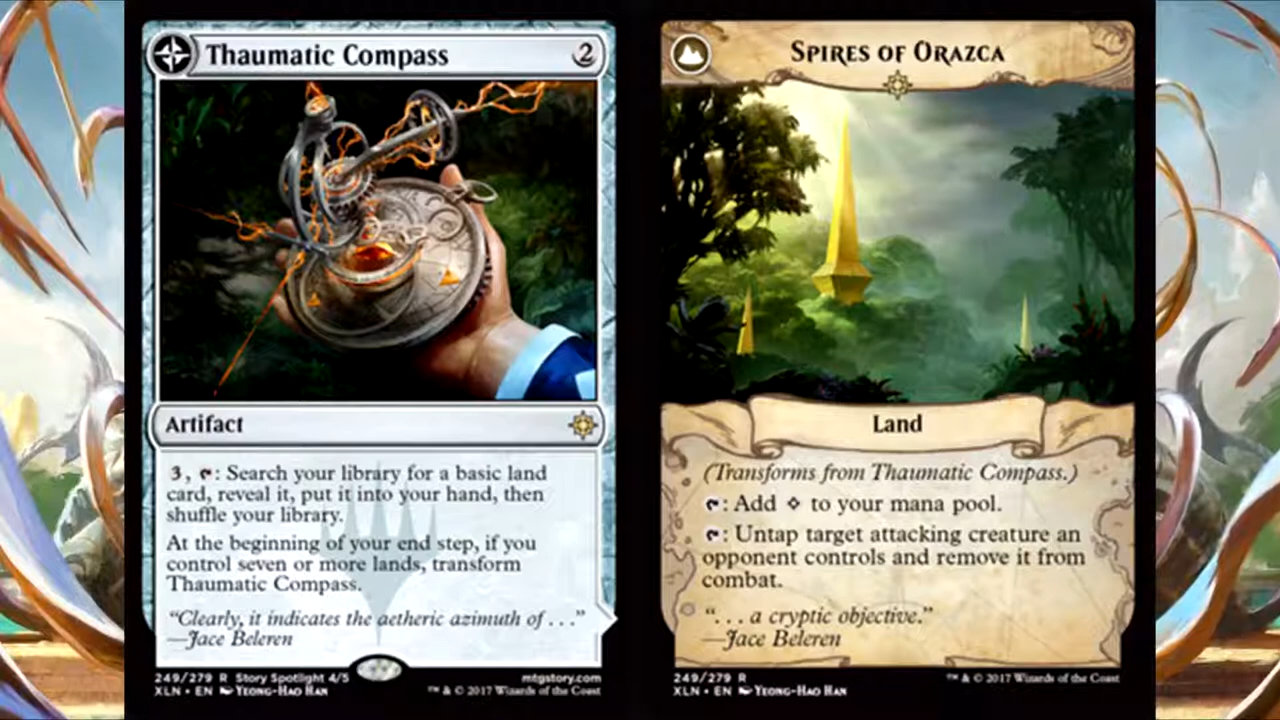 Thaumatic Compass 2
Artifact
3, T: Search your library for a basic land
card, reveal it, put it into your hand, then
shuffle your library.
At the beginning of your end step, if you
control seven or more lands, transform
Thaumatic Compass.
“Clearly, it indicates the aetheric azimuth of . . .”
—Jace Beleren
249/279 R Story Spotlight 4/5 mtgstory.com
XLN • EN Yeong-Hao Han ™ & © 2017 Wizards of the Coast
Spires of Orazca
Land
(Transforms from Thaumatic Compass.)
T: Add ◇ to your mana pool.
T: Untap target attacking creature an
opponent controls and remove it from
combat.
“. . . a cryptic objective.”
—Jace Beleren
249/279 R ™ & © 2017 Wizards of the Coast
XLN • EN Yeong-Hao Han